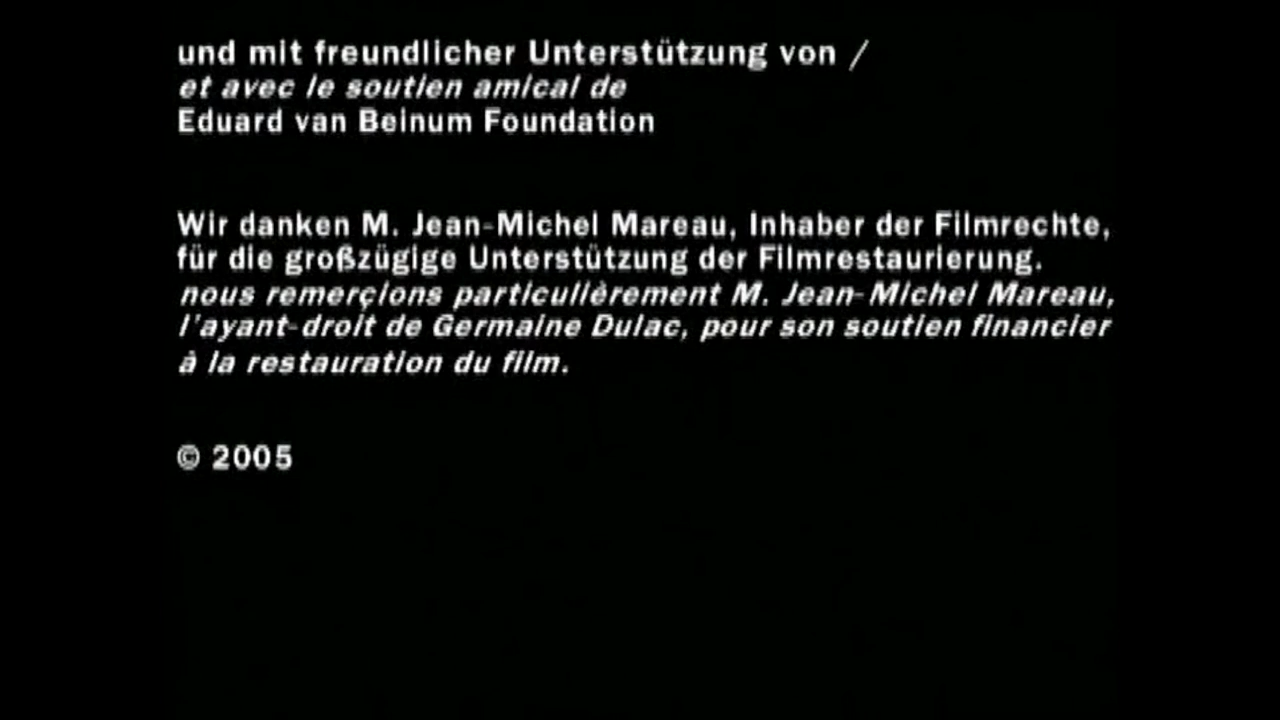 und mit freundlicher Unterstützung von /
et avec le soutien amical de
Eduard van Beinum Foundation
Wir danken M. Jean-Michel Mareau, Inhaber der Filmrechte,
für die großzügige Unterstützung der Filmrestaurierung.
nous remerçions particulièrement M. Jean-Michel Mareau,
l'ayant-droit de Germaine Dulac, pour son soutien financier
à la restauration du film.
© 2005